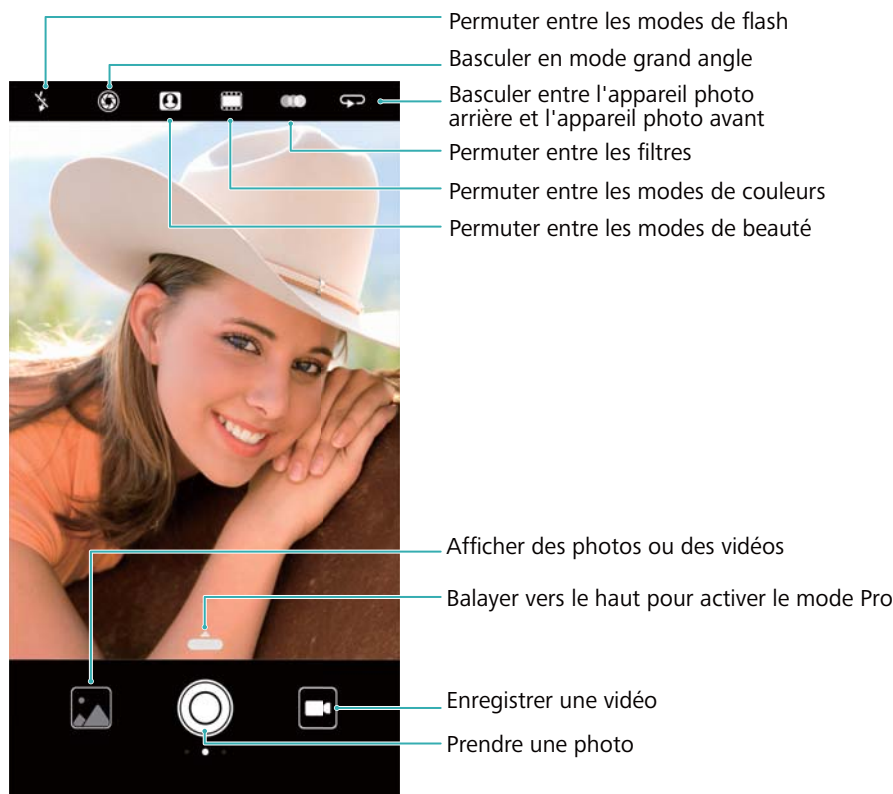 Permuter entre les modes de flash
Basculer en mode grand angle
Basculer entre l'appareil photo
arrière et l'appareil photo avant
Permuter entre les filtres
Permuter entre les modes de couleurs
Permuter entre les modes de beauté
Afficher des photos ou des vidéos
Balayer vers le haut pour activer le mode Pro
Enregistrer une vidéo
Prendre une photo